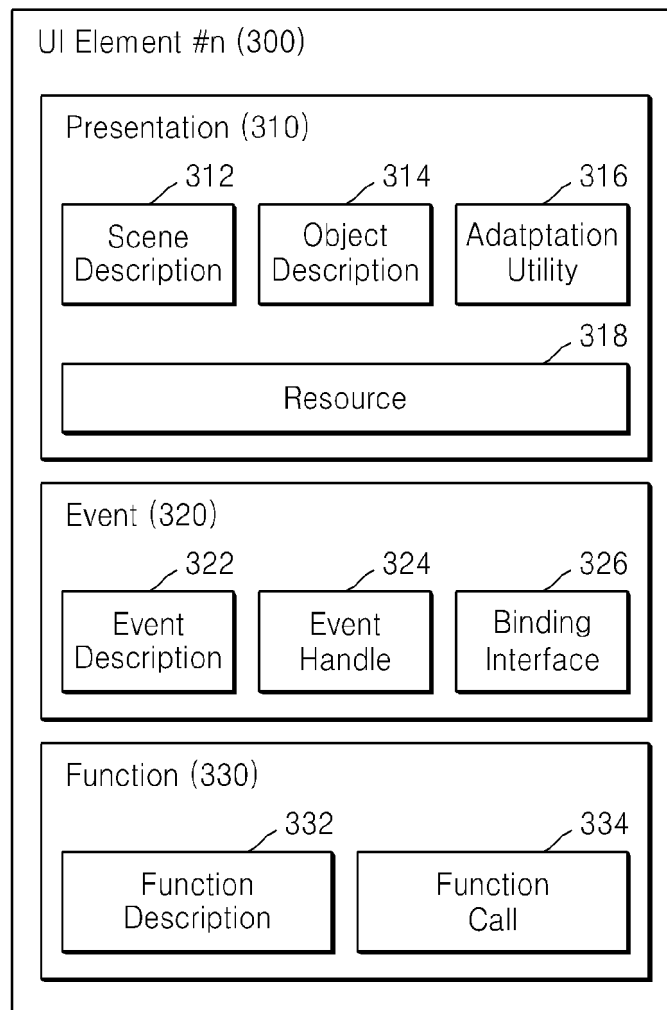 UI Element #n (300)
Presentation (310)
312
Scene
Description
314
Object
Description
316
Adatptation
Utility
318
Resource
Event (320)
322
Event
Description
324
Event
Handle
326
Binding
Interface
Function (330)
332
Function
Description
334
Function
Call